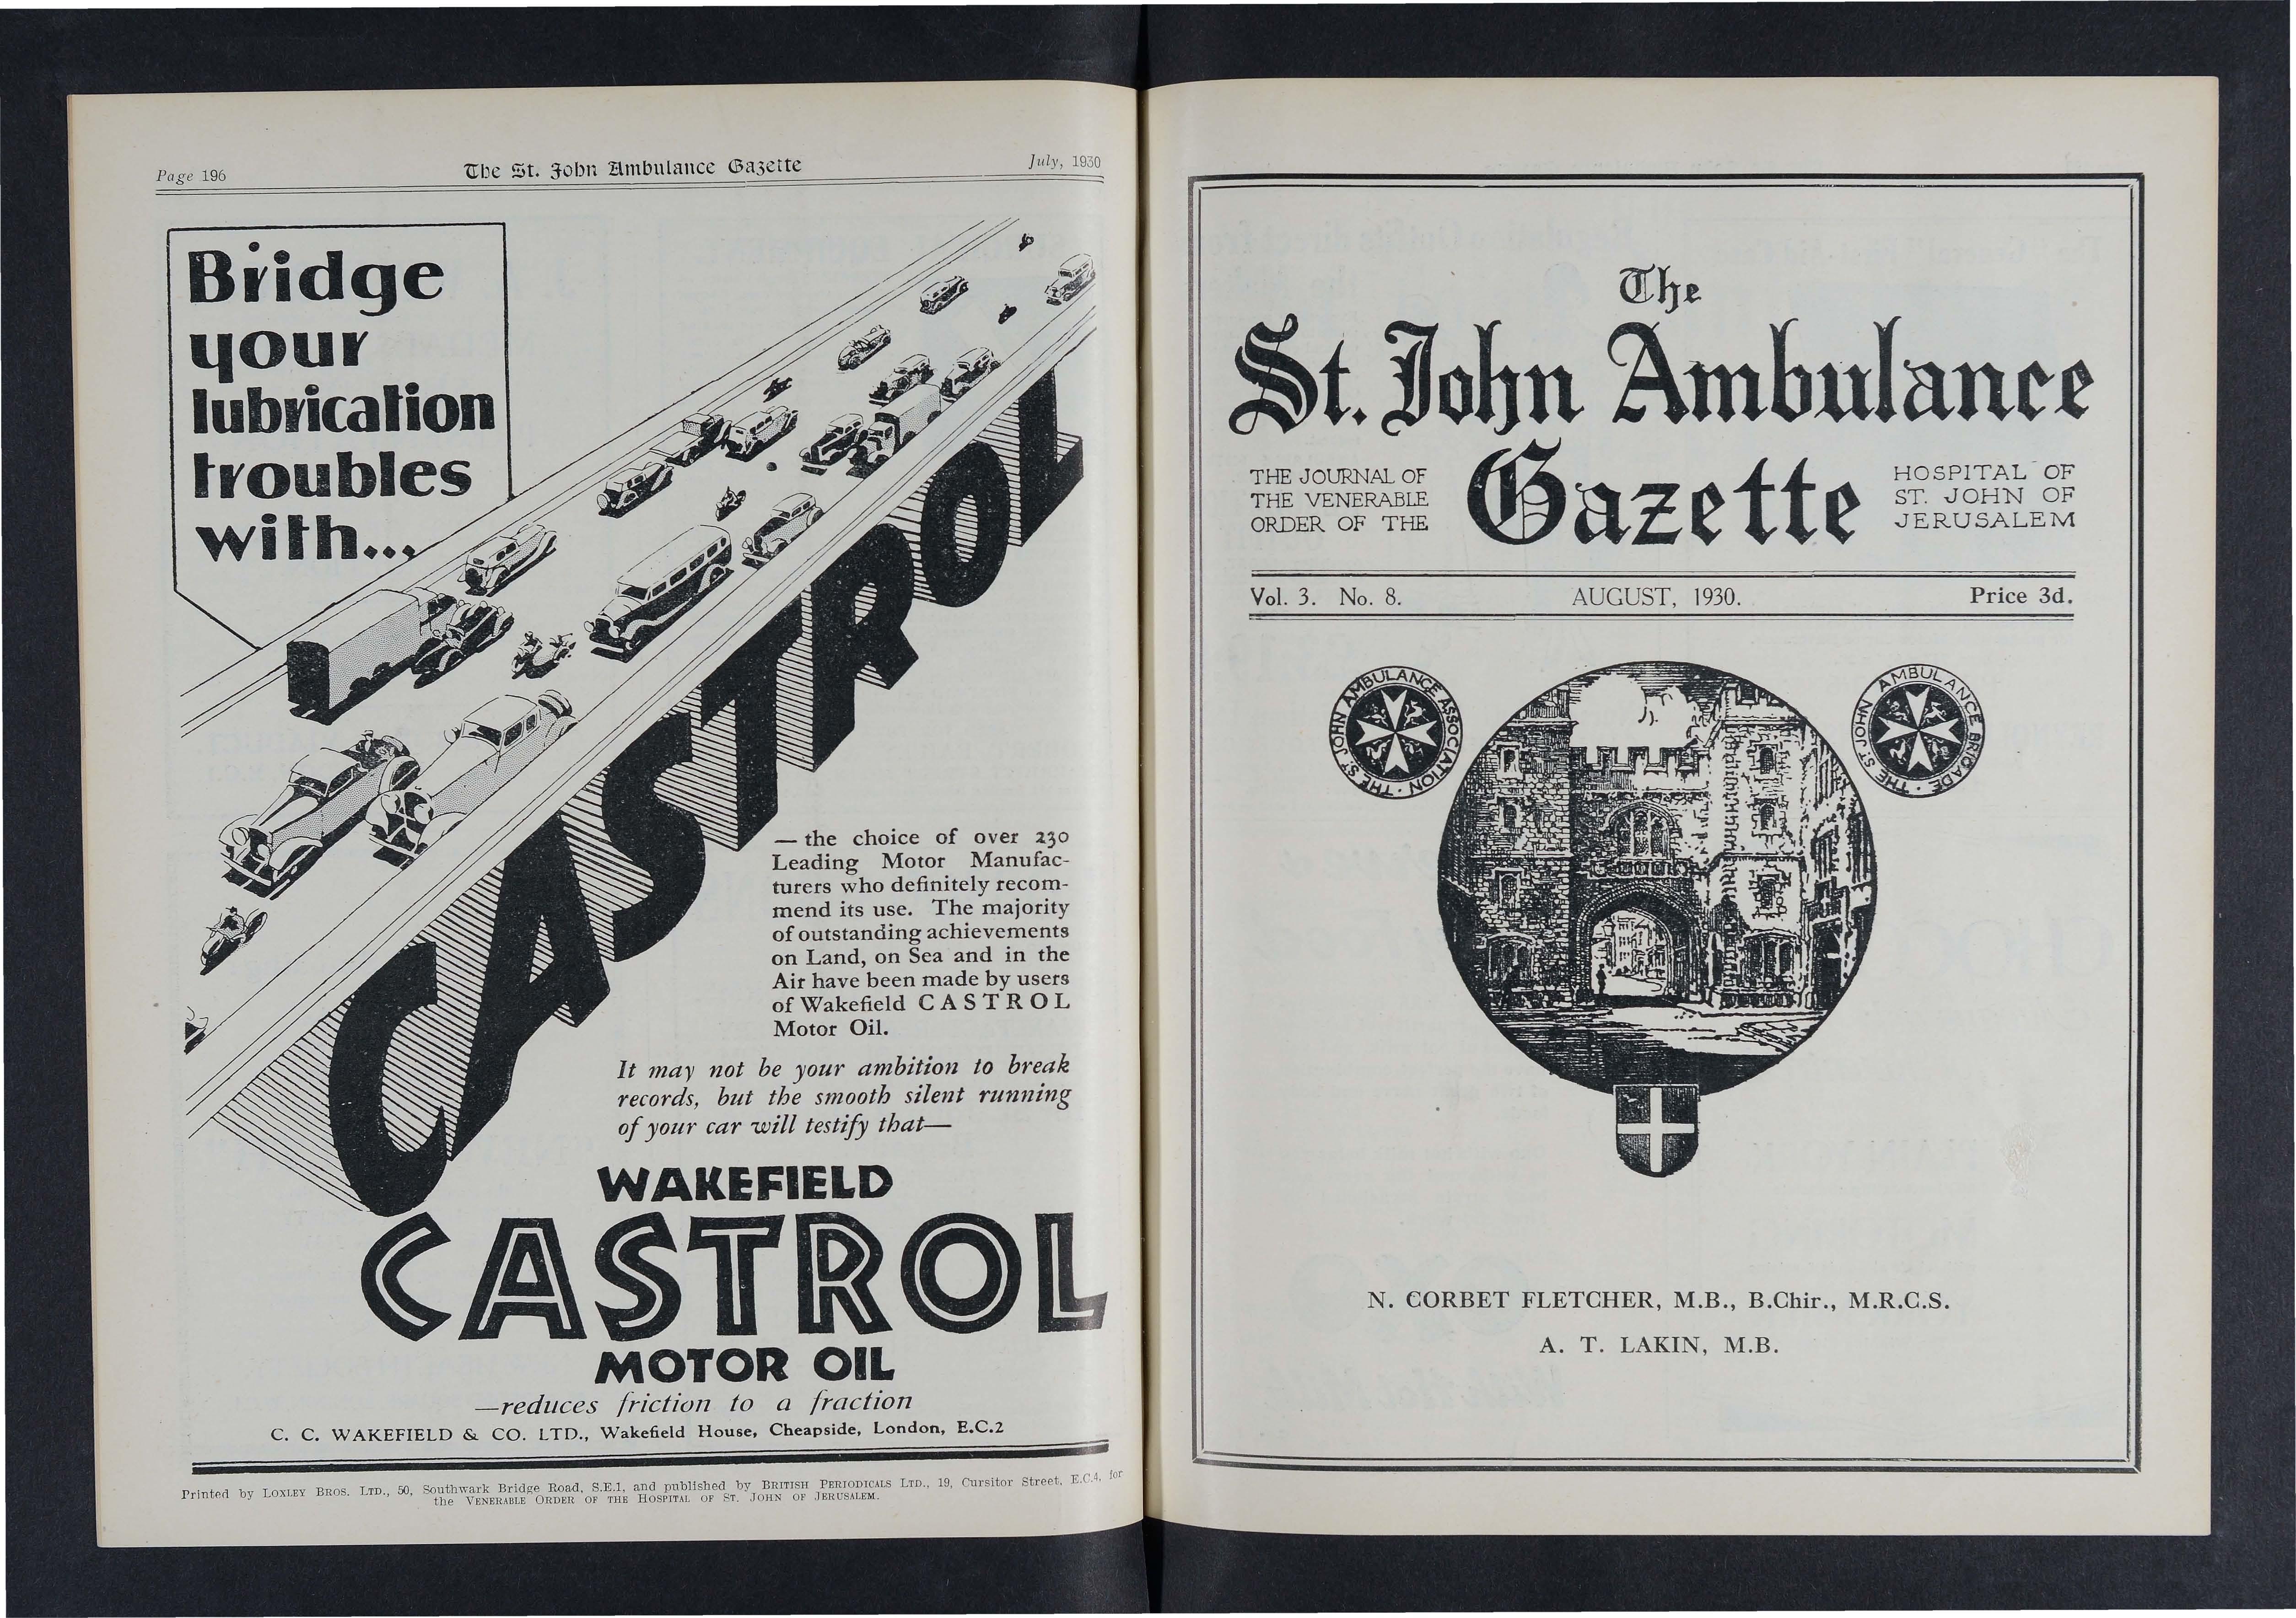 Page 196
The St. John Ambulance Gazette
July, 1930
Bridge
your
lubrication
troubles
with...
CASTROL
— the choice of over 230
Leading Motor Manufac-
turers who definitely recom-
mend its use. The majority
of outstanding achievements
on Land, on Sea and in the
Air have been made by users
of Wakefield CASTROL
Motor Oil.
It may not be your ambition to break
records, but the smooth silent running
of your car will testify that—
WAKEFIELD
CASTROL
MOTOR OIL
—reduces friction to a fraction
C. C. WAKEFIELD & CO. LTD., Wakefield House, Cheapside, London, E.C.2
Printed by LOXLEY BROS. LTD., 50, Southwark Bridge Road, S.E.1, and published by BRITISH PERIODICALS LTD., 19, Cursitor Street, E.C.4, for
the VENERABLE ORDER OF THE HOSPITAL OF ST. JOHN OF JERUSALEM.
The
St. John Ambulance
Gazette
THE JOURNAL OF
THE VENERABLE
ORDER OF THE
HOSPITAL OF
ST. JOHN OF
JERUSALEM
Vol. 3. No. 8. AUGUST, 1930. Price 3d.
THE ST JOHN AMBULANCE ASSOCIATION
THE ST JOHN AMBULANCE BRIGADE
N. CORBET FLETCHER, M.B., B.Chir., M.R.C.S.
A. T. LAKIN, M.B.